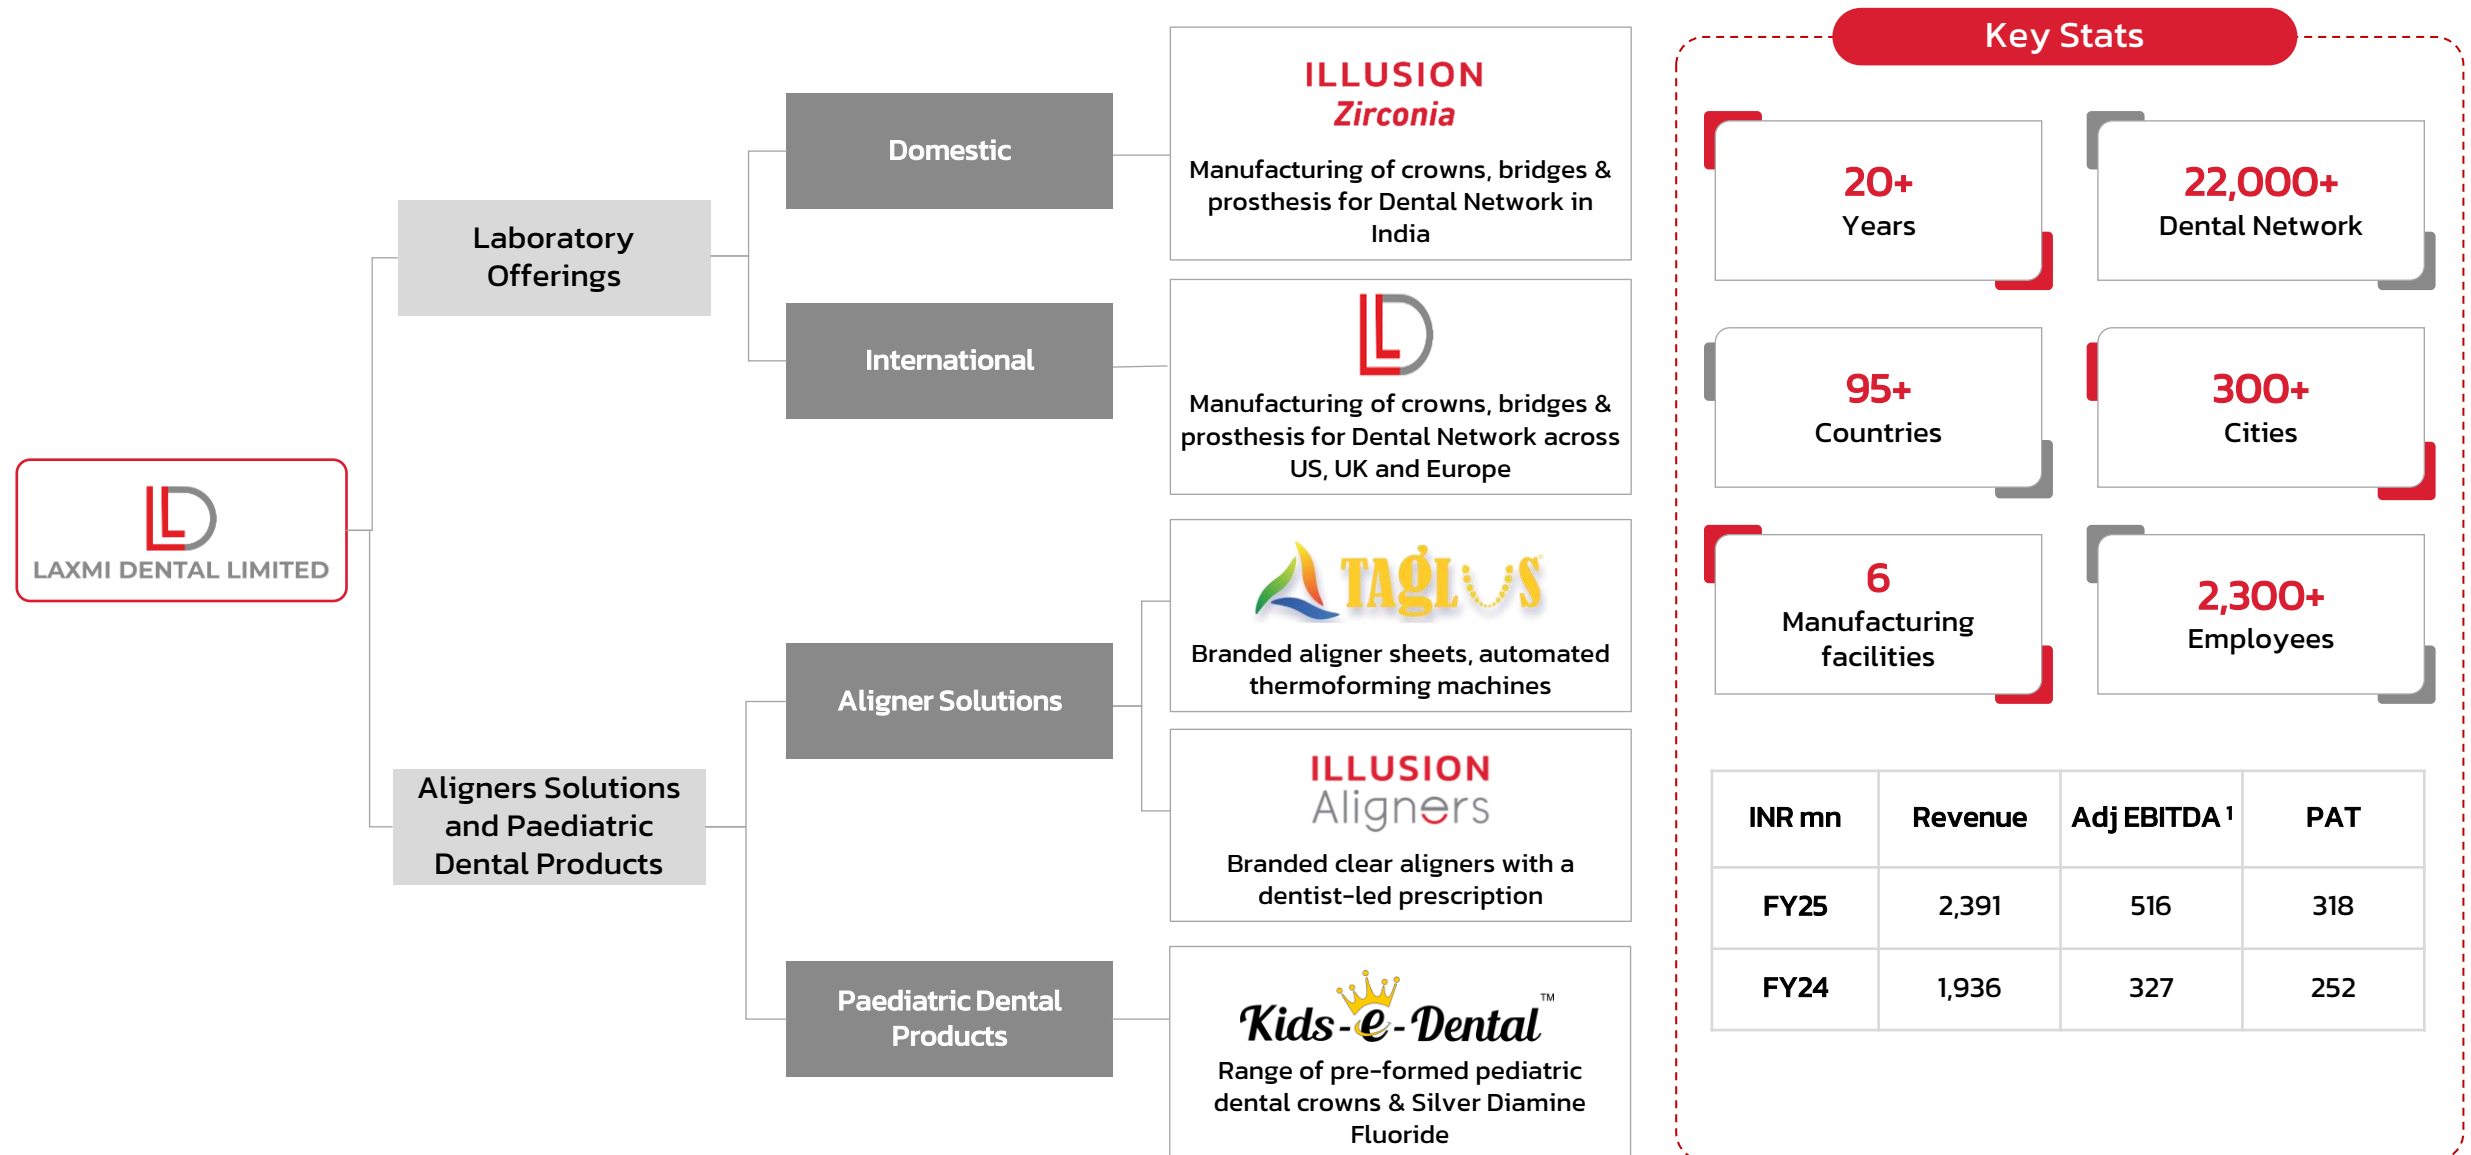 LAXMI DENTAL LIMITED
Laboratory
Offerings
Aligners Solutions
and Paediatric
Dental Products
Domestic
International
Aligner Solutions
Paediatric Dental
Products
ILLUSION
Zirconia
Manufacturing of crowns, bridges &
prosthesis for Dental Network in
India
LD
Manufacturing of crowns, bridges &
prosthesis for Dental Network across
US, UK and Europe
TAGLUS
Branded aligner sheets, automated
thermoforming machines
ILLUSION
Aligners
Branded clear aligners with a
dentist-led prescription
Kids-e-Dental™
Range of pre-formed pediatric
dental crowns & Silver Diamine
Fluoride
Key Stats
20+
Years
22,000+
Dental Network
95+
Countries
300+
Cities
6
Manufacturing
facilities
2,300+
Employees
INR mn Revenue Adj EBITDA ¹ PAT
FY25 2,391 516 318
FY24 1,936 327 252